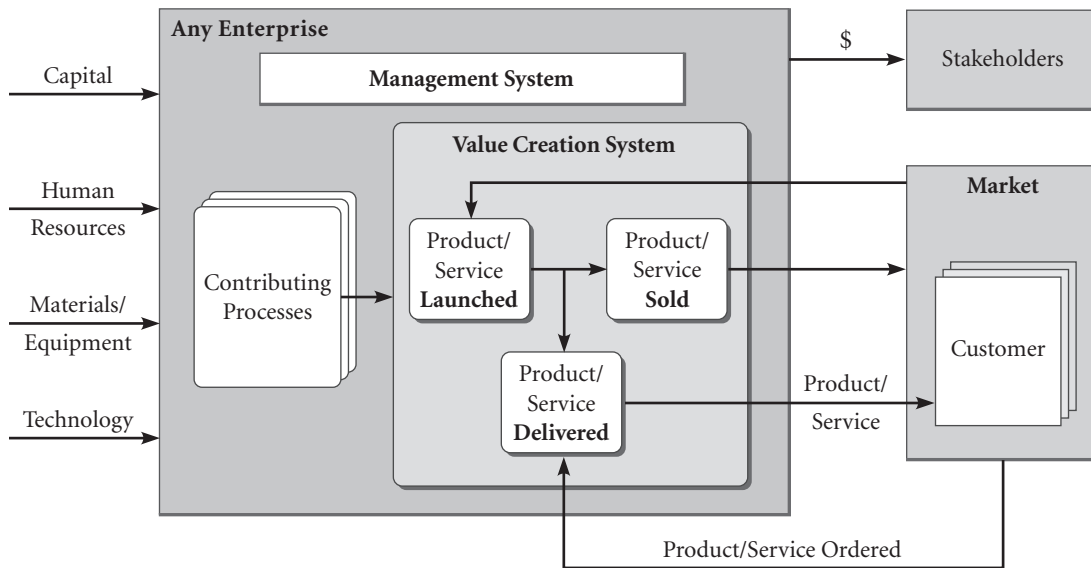 Any Enterprise
Management System
$
Stakeholders
Capital
Value Creation System
Human
Resources
Market
Contributing
Processes
Product/
Service
Launched
Product/
Service
Sold
Materials/
Equipment
Customer
Product/
Service
Delivered
Product/
Service
Technology
Product/Service Ordered